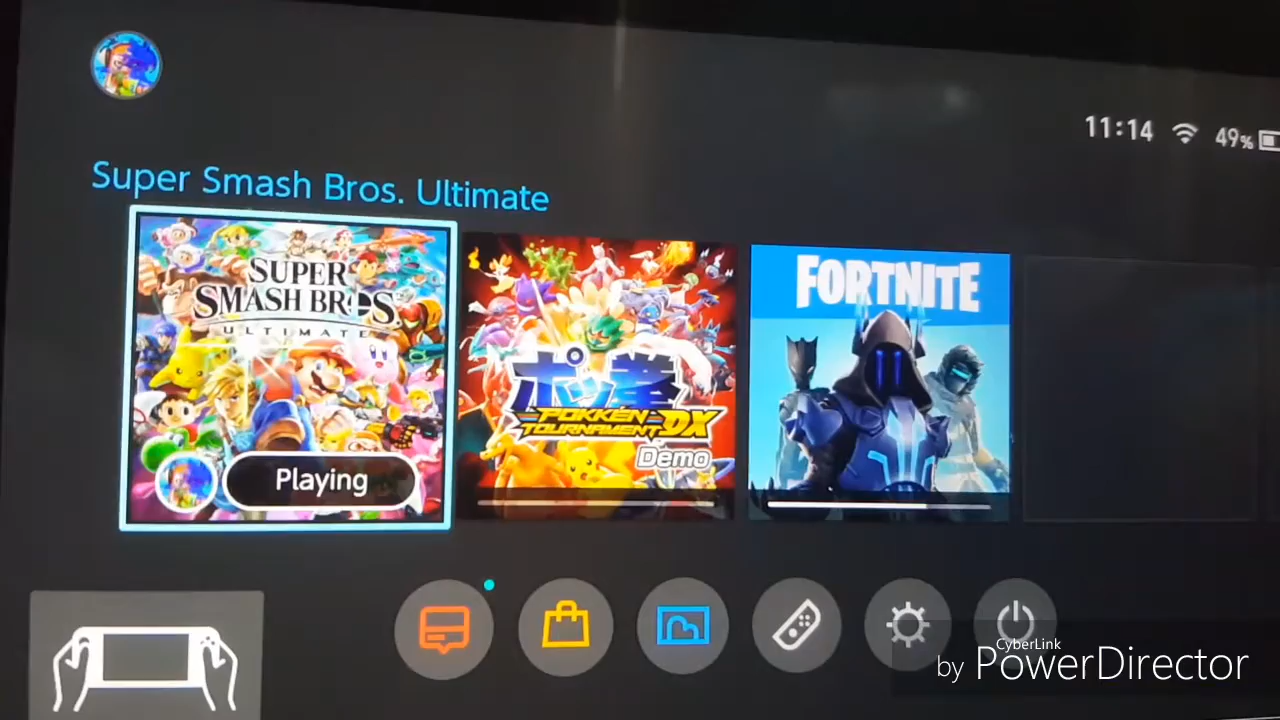 11:14 49%
Super Smash Bros. Ultimate
SUPER
SMASH BROS.
ULTIMATE
Playing
ポッ拳
POKKÉN
TOURNAMENT DX
Demo
FORTNITE
CyberLink
by PowerDirector